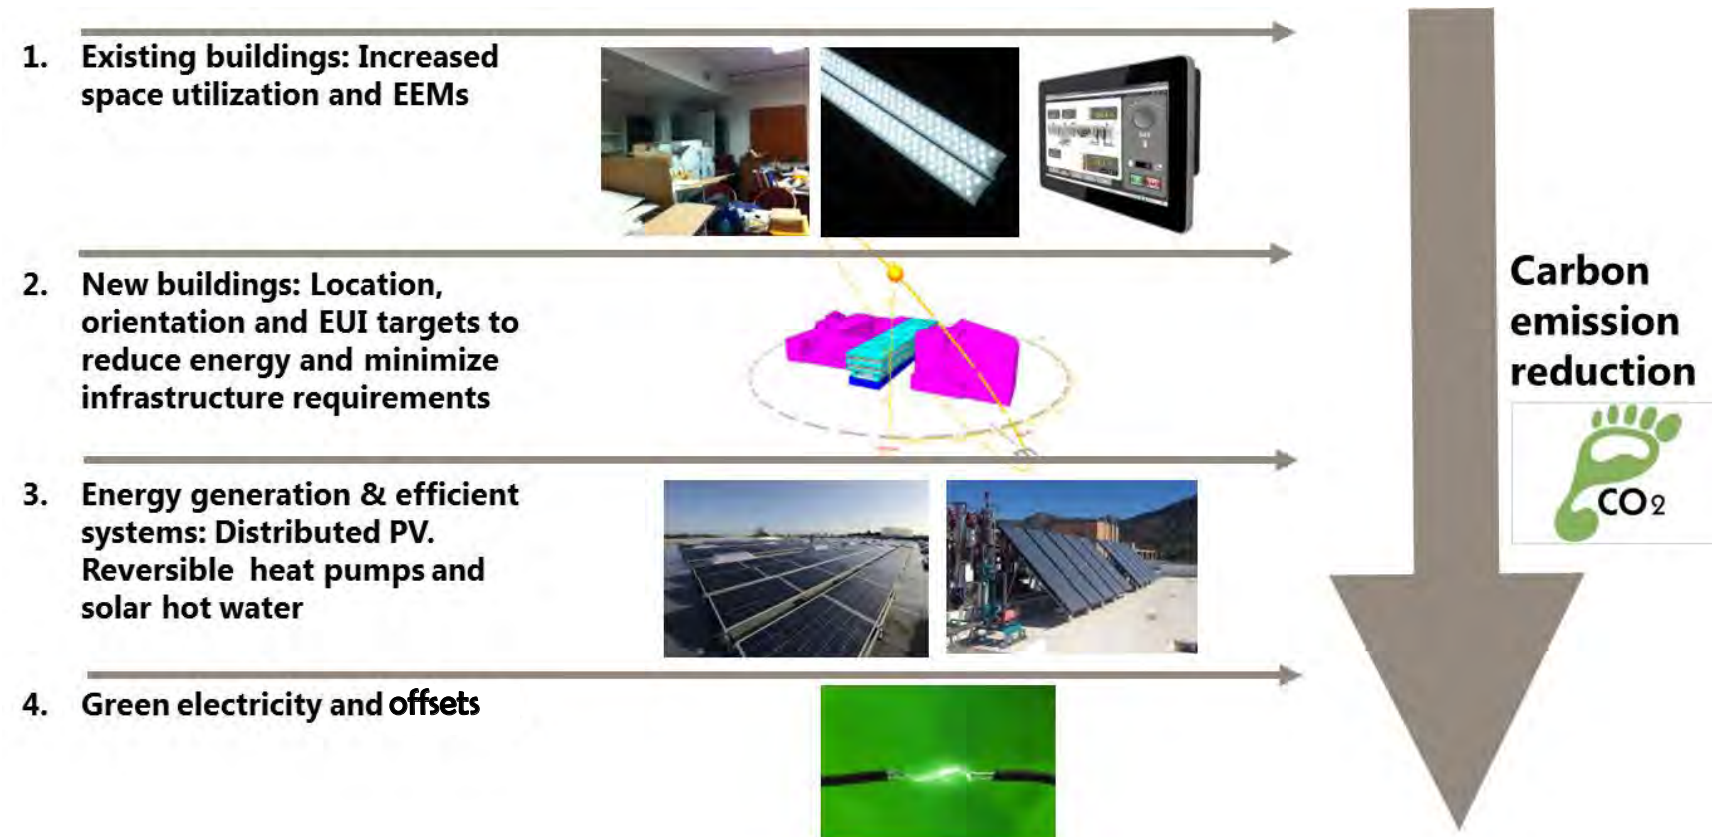 1. Existing buildings: Increased
space utilization and EEMs
2. New buildings: Location,
orientation and EUI targets to
reduce energy and minimize
infrastructure requirements
3. Energy generation & efficient
systems: Distributed PV.
Reversible heat pumps and
solar hot water
4. Green electricity and offsets
Carbon
emission
reduction
CO2